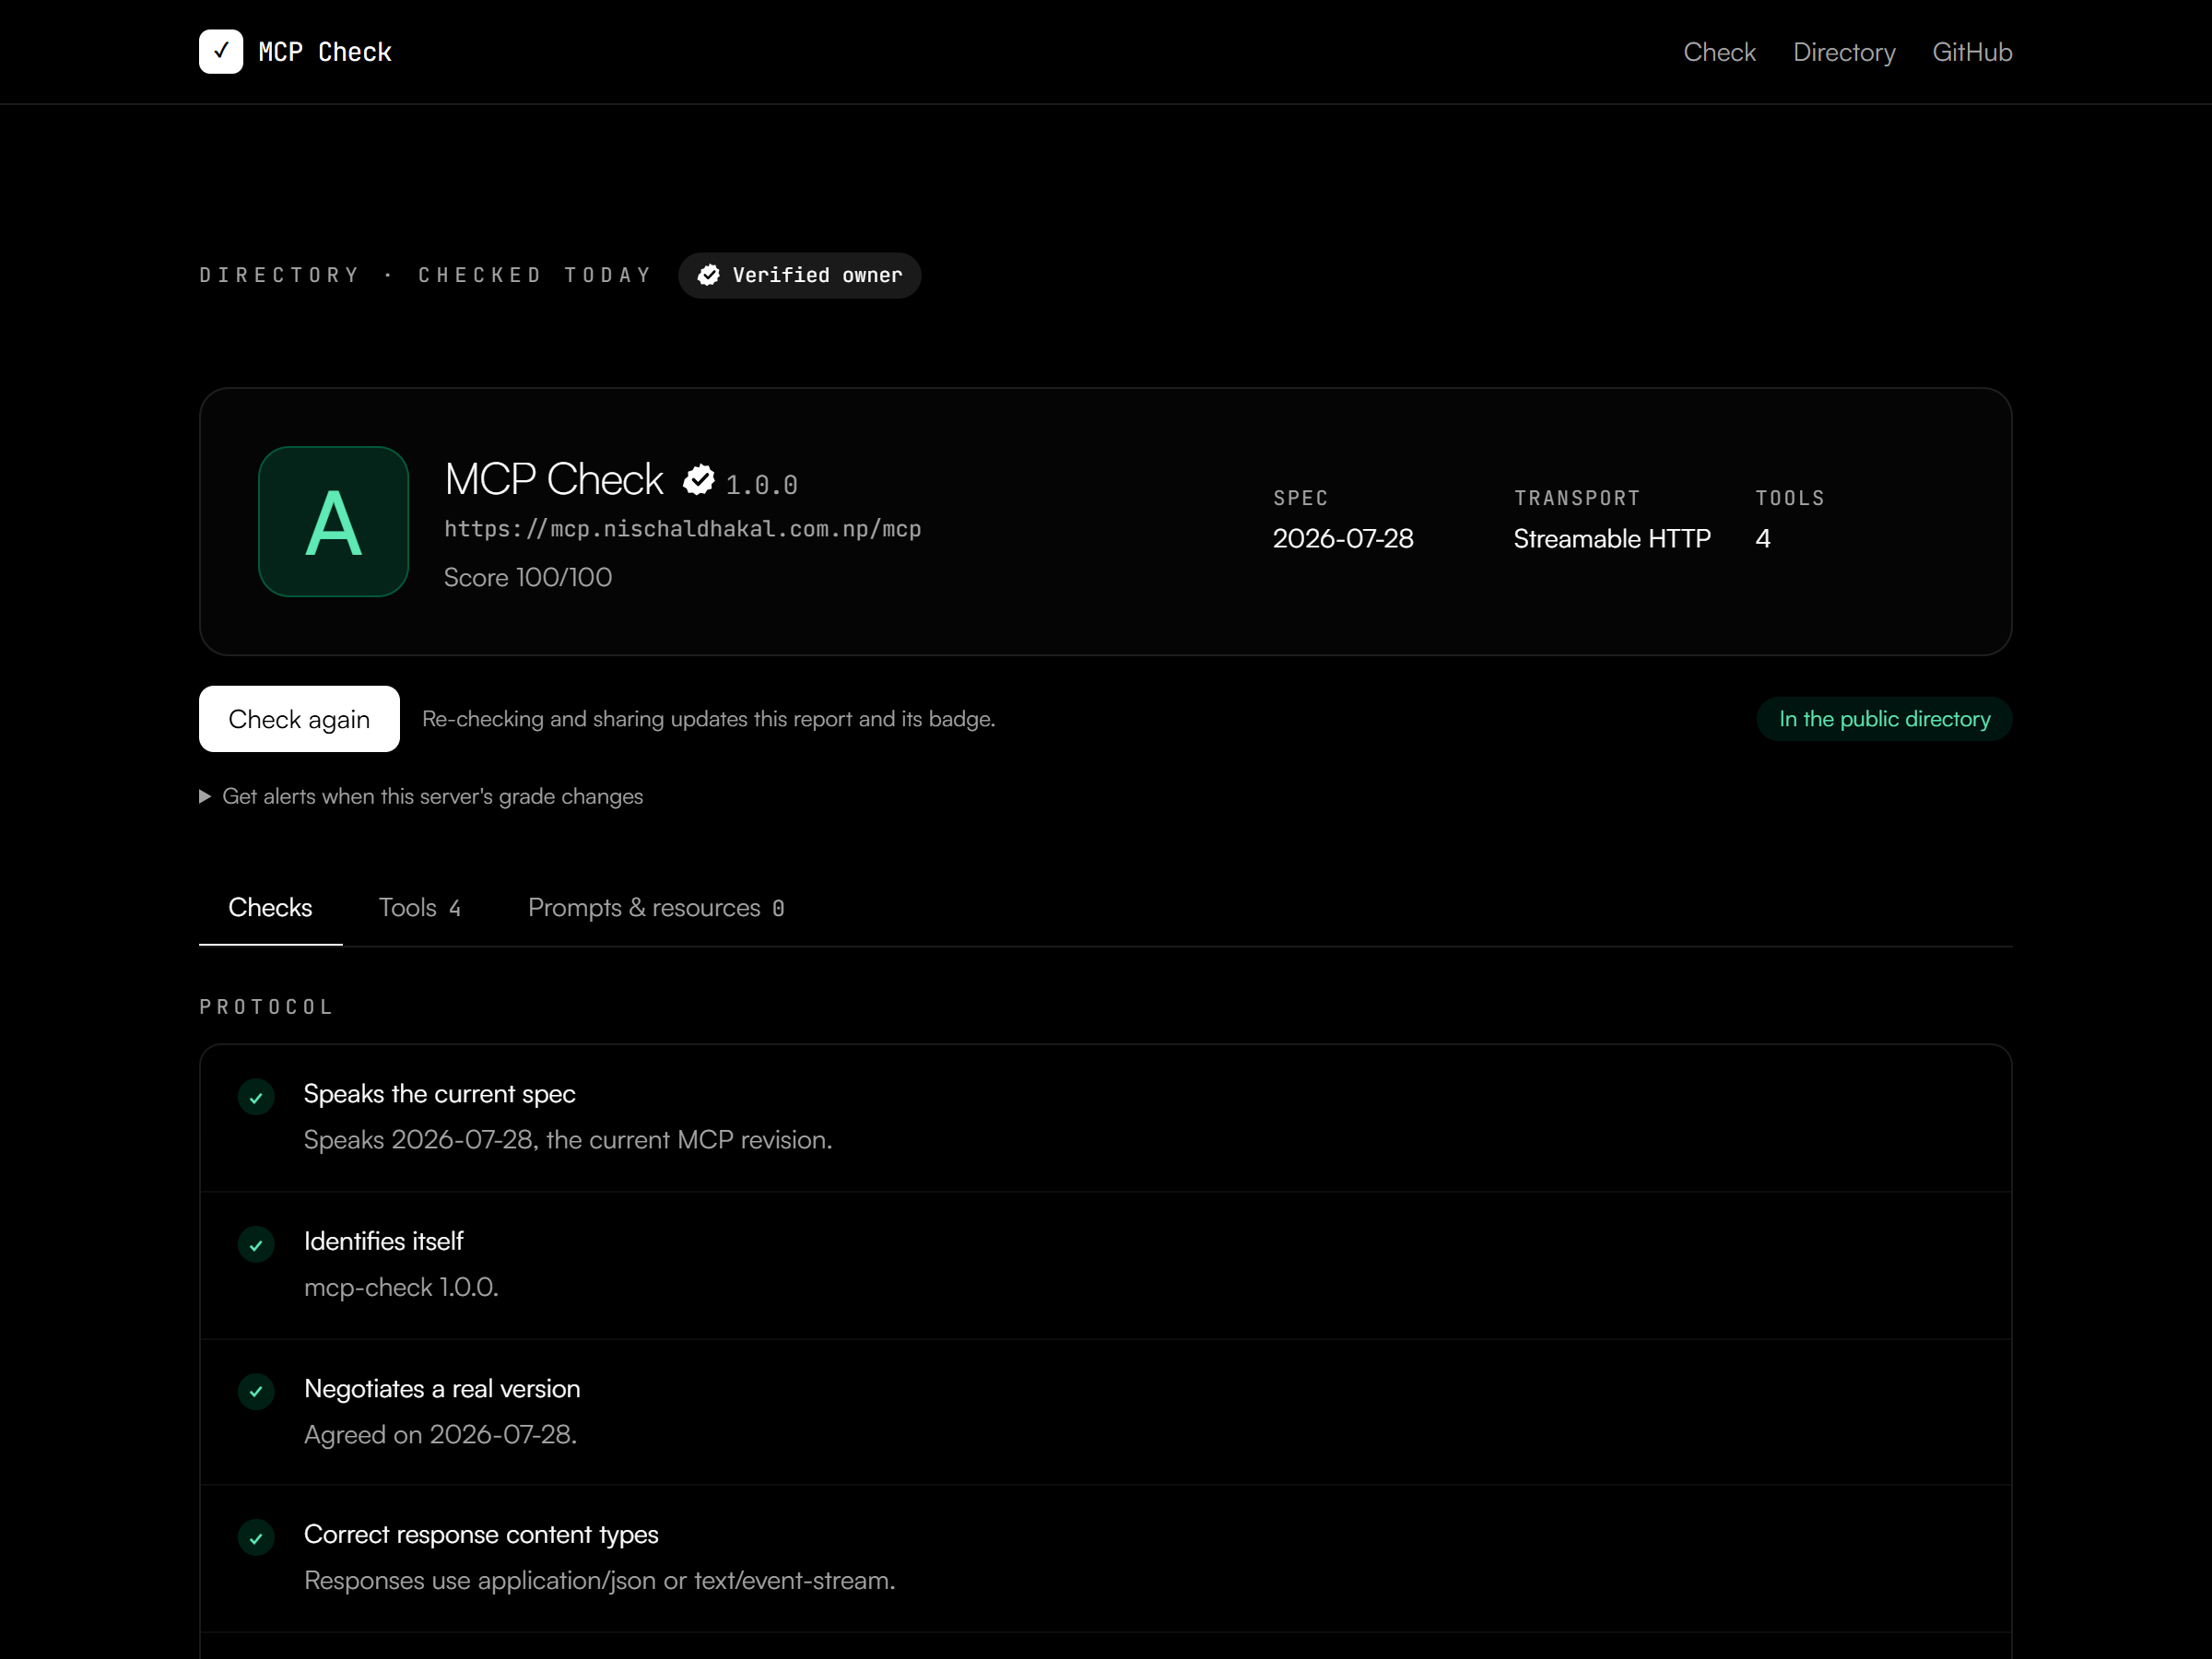 MCP Check
Check Directory GitHub
DIRECTORY · CHECKED TODAY Verified owner
A
MCP Check 1.0.0
https://mcp.nischaldhakal.com.np/mcp
Score 100/100
SPEC TRANSPORT TOOLS
2026-07-28 Streamable HTTP 4
Check again Re-checking and sharing updates this report and its badge. In the public directory
Get alerts when this server's grade changes
Checks Tools 4 Prompts & resources 0
PROTOCOL
Speaks the current spec
Speaks 2026-07-28, the current MCP revision.
Identifies itself
mcp-check 1.0.0.
Negotiates a real version
Agreed on 2026-07-28.
Correct response content types
Responses use application/json or text/event-stream.